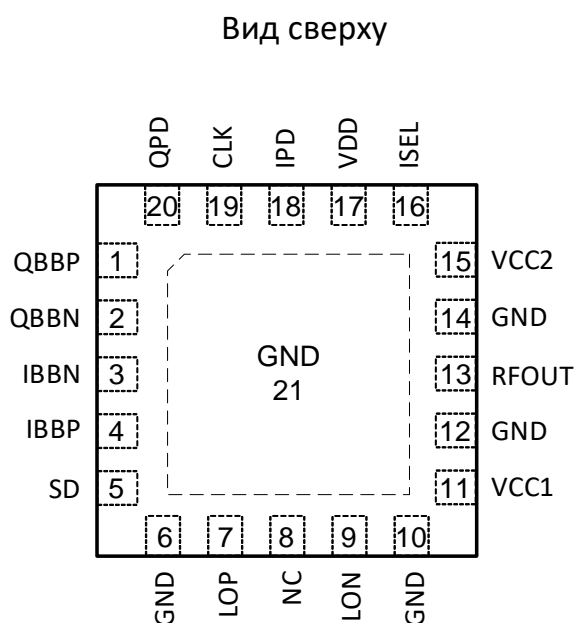 Вид сверху
QPD CLK IPD VDD ISEL
20 19 18 17 16
QBBP 1 15 VCC2
QBBN 2 14 GND
GND
IBBN 3 21 13 RFOUT
IBBP 4 12 GND
SD 5 11 VCC1
6 7 8 9 10
GND LOP NC LON GND